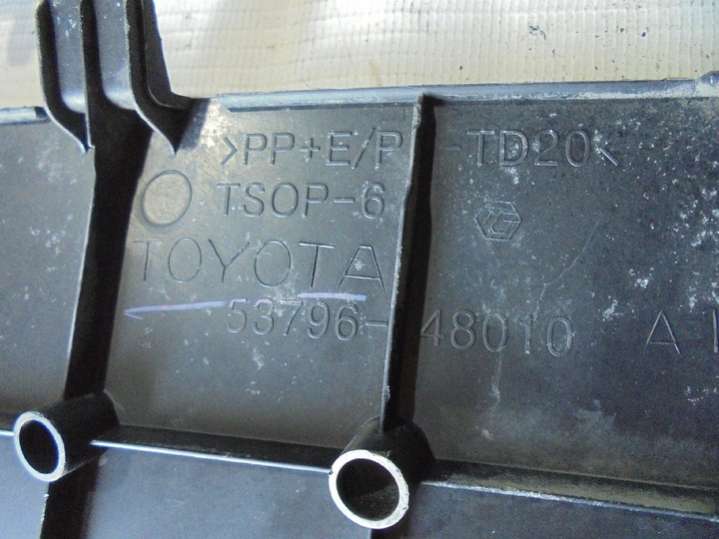 >PP+E/P -TD20<
TSOP-6
TOYOTA
53796-48010 A